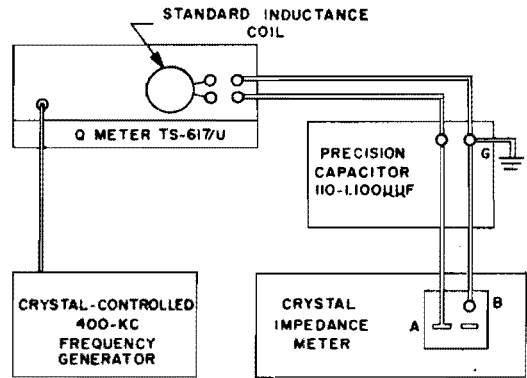 STANDARD INDUCTANCE
COIL
Q METER TS-617/U
PRECISION
CAPACITOR
110-1,100μμF
G
CRYSTAL-CONTROLLED
400-KC
FREQUENCY
GENERATOR
CRYSTAL
IMPEDANCE
METER
A
B